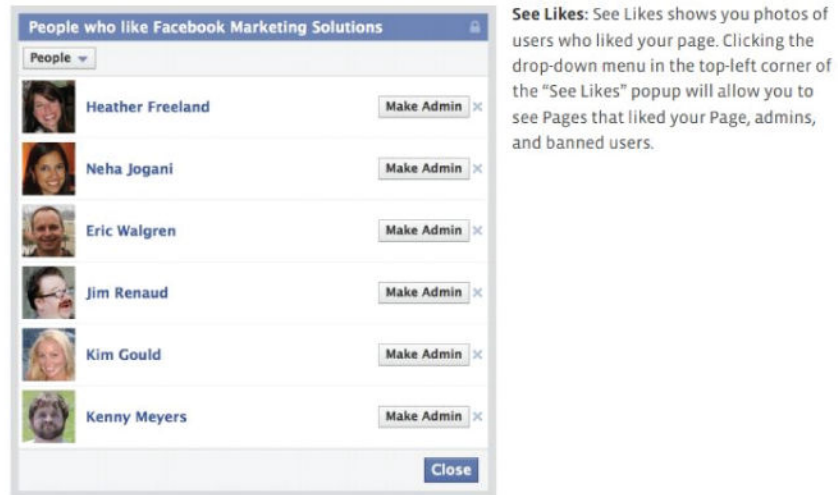 People who like Facebook Marketing Solutions
People
Heather Freeland Make Admin
Neha Jogani Make Admin
Eric Walgren Make Admin
Jim Renaud Make Admin
Kim Gould Make Admin
Kenny Meyers Make Admin
Close
See Likes: See Likes shows you photos of
users who liked your page. Clicking the
drop-down menu in the top-left corner of
the “See Likes” popup will allow you to
see Pages that liked your Page, admins,
and banned users.